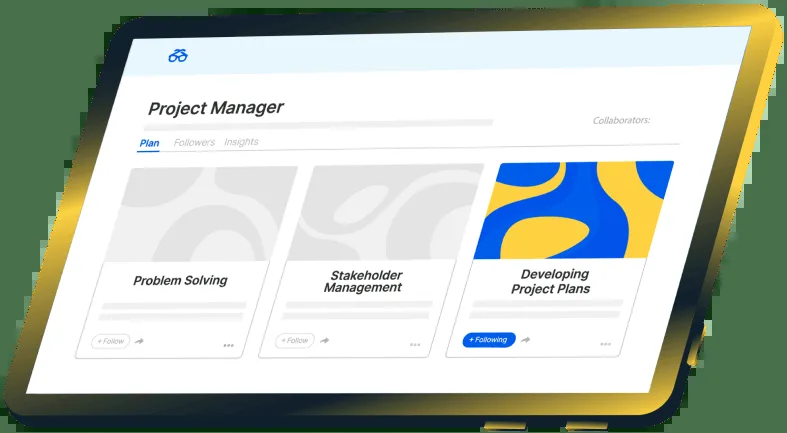 Project Manager
Collaborators:
Plan Followers Insights
Problem Solving
Stakeholder
Management
Developing
Project Plans
+ Follow
+ Follow
+ Following